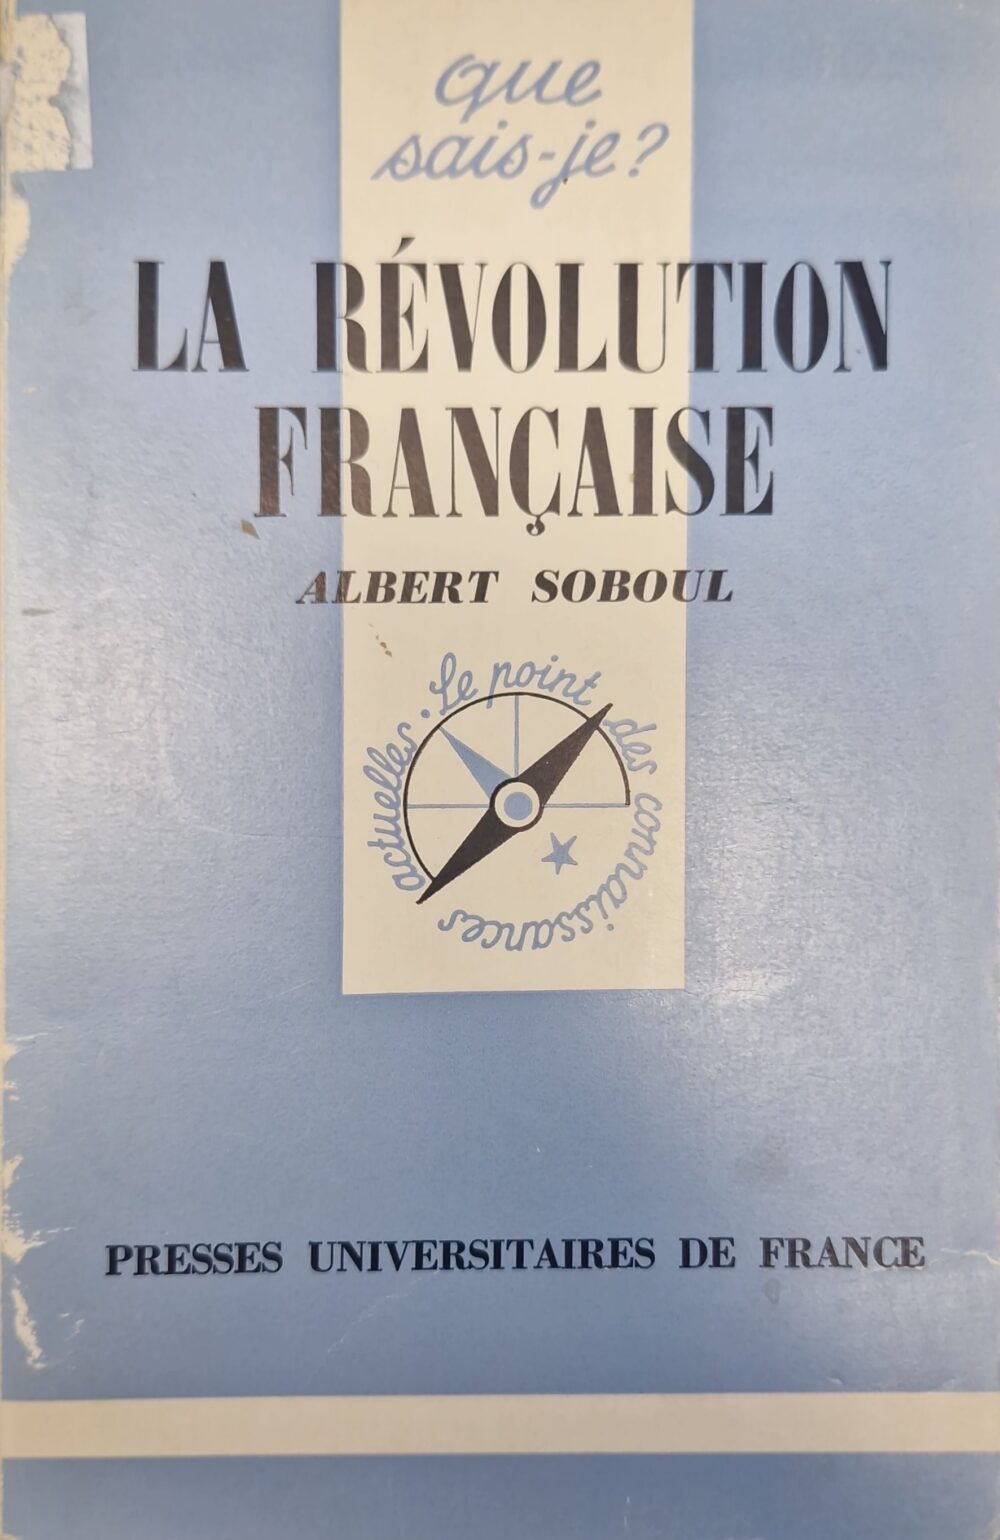 que
sais-je?
LA RÉVOLUTION
FRANÇAISE
ALBERT SOBOUL
Le point des connaissances actuelles.
PRESSES UNIVERSITAIRES DE FRANCE